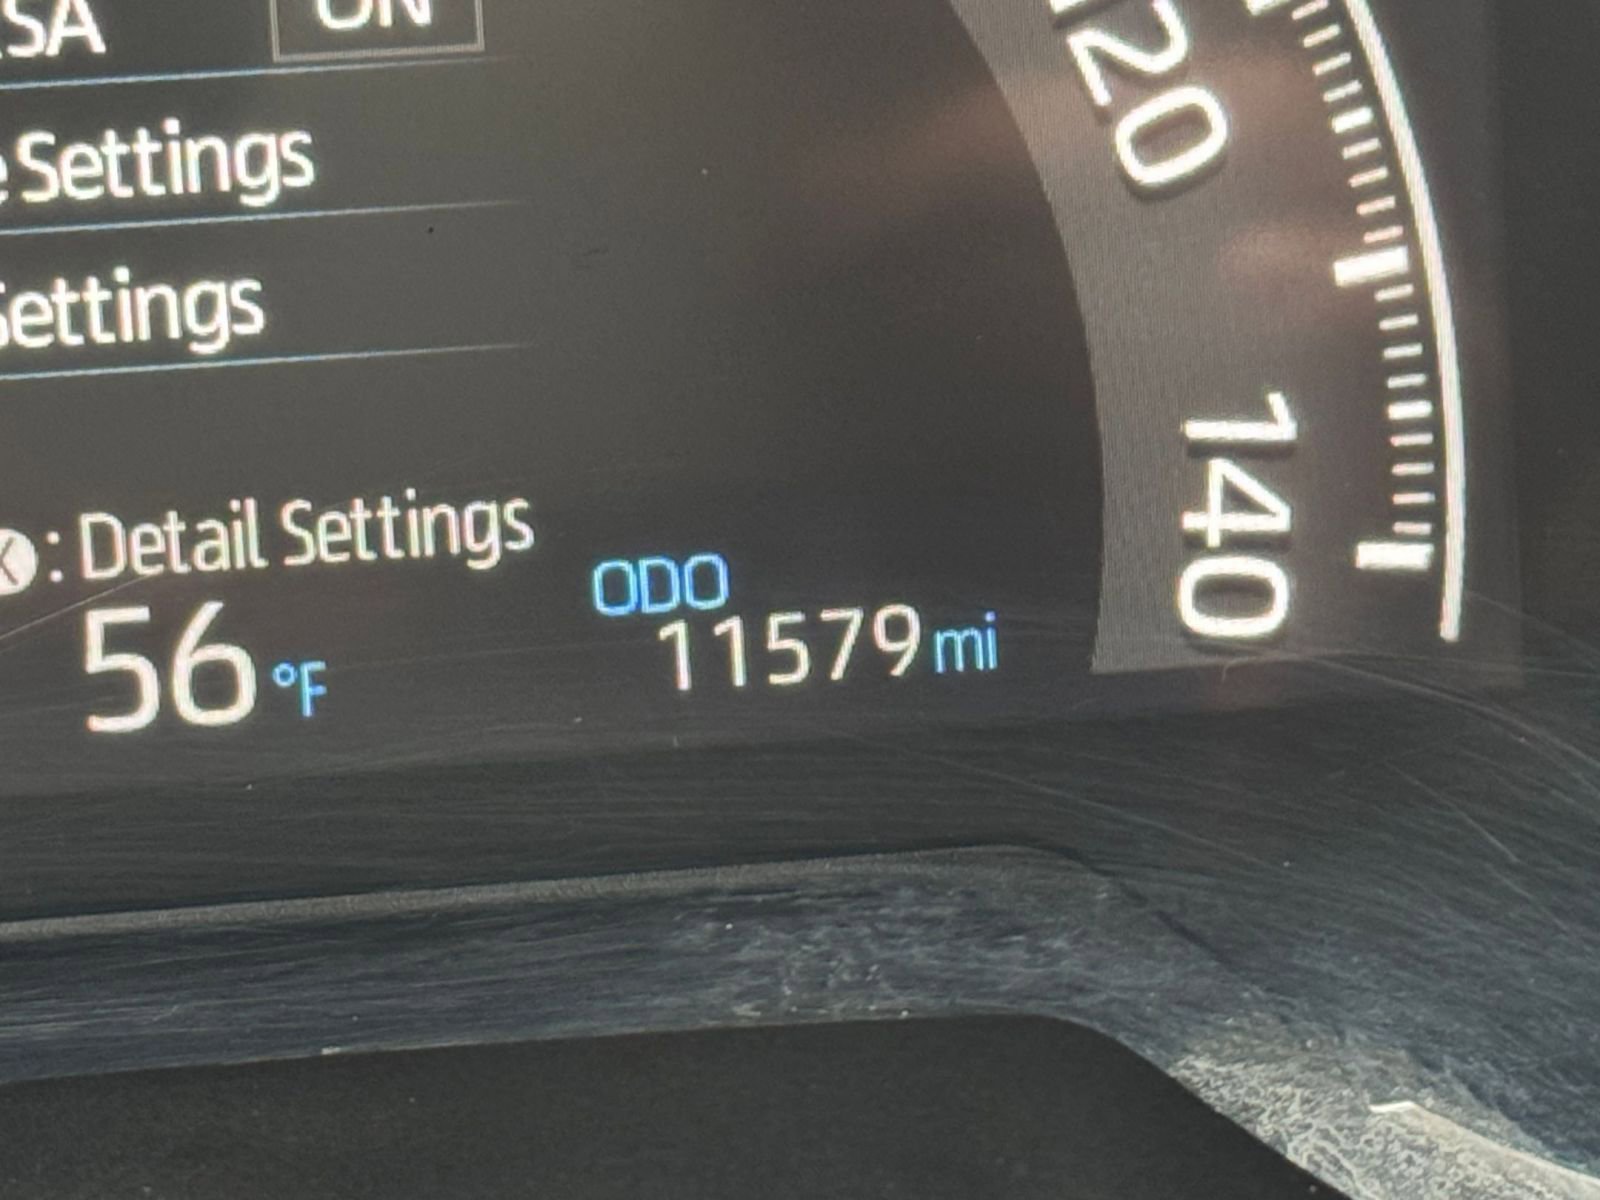 SA ON
Settings
Settings
: Detail Settings
56 °F
ODO
11579 mi
120
140